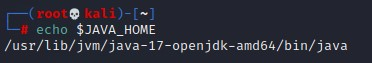 ┌──(root💀kali)-[~]
└─# echo $JAVA_HOME
/usr/lib/jvm/java-17-openjdk-amd64/bin/java